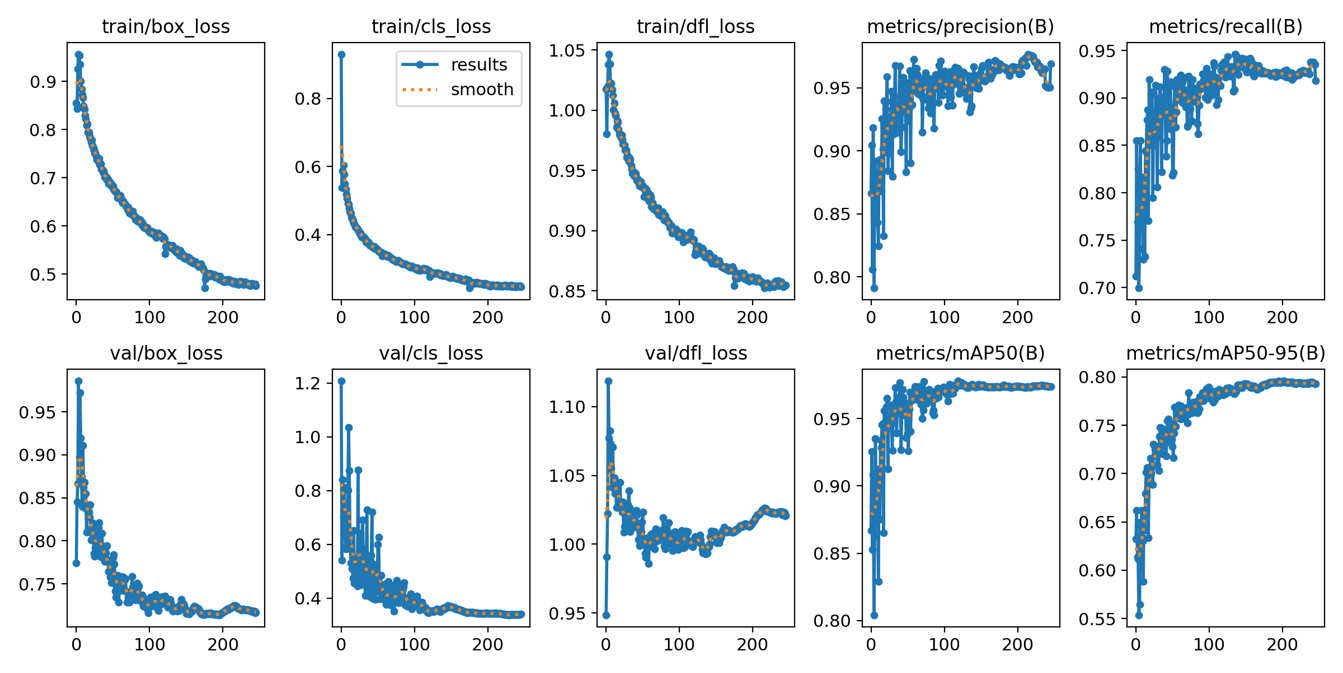 train/box_loss
train/cls_loss
train/dfl_loss
metrics/precision(B)
metrics/recall(B)
results
smooth
0.9
0.8
0.7
0.6
0.5
0 100 200
0.8
0.6
0.4
0 100 200
1.05
1.00
0.95
0.90
0.85
0 100 200
0.95
0.90
0.85
0.80
0 100 200
0.95
0.90
0.85
0.80
0.75
0.70
0 100 200
val/box_loss
val/cls_loss
val/dfl_loss
metrics/mAP50(B)
metrics/mAP50-95(B)
0.95
0.90
0.85
0.80
0.75
0 100 200
1.2
1.0
0.8
0.6
0.4
0 100 200
1.10
1.05
1.00
0.95
0 100 200
0.95
0.90
0.85
0.80
0 100 200
0.80
0.75
0.70
0.65
0.60
0.55
0 100 200